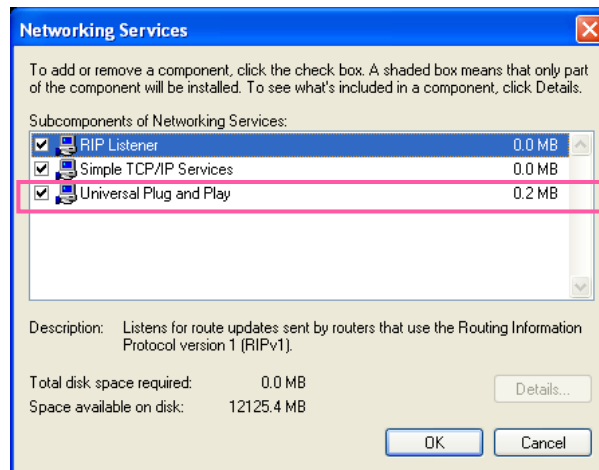 Networking Services
To add or remove a component, click the check box. A shaded box means that only part
of the component will be installed. To see what's included in a component, click Details.
Subcomponents of Networking Services:
RIP Listener 0.0 MB
Simple TCP/IP Services 0.0 MB
Universal Plug and Play 0.2 MB
Description: Listens for route updates sent by routers that use the Routing Information
Protocol version 1 (RIPv1).
Total disk space required: 0.0 MB
Space available on disk: 12125.4 MB
Details...
OK Cancel